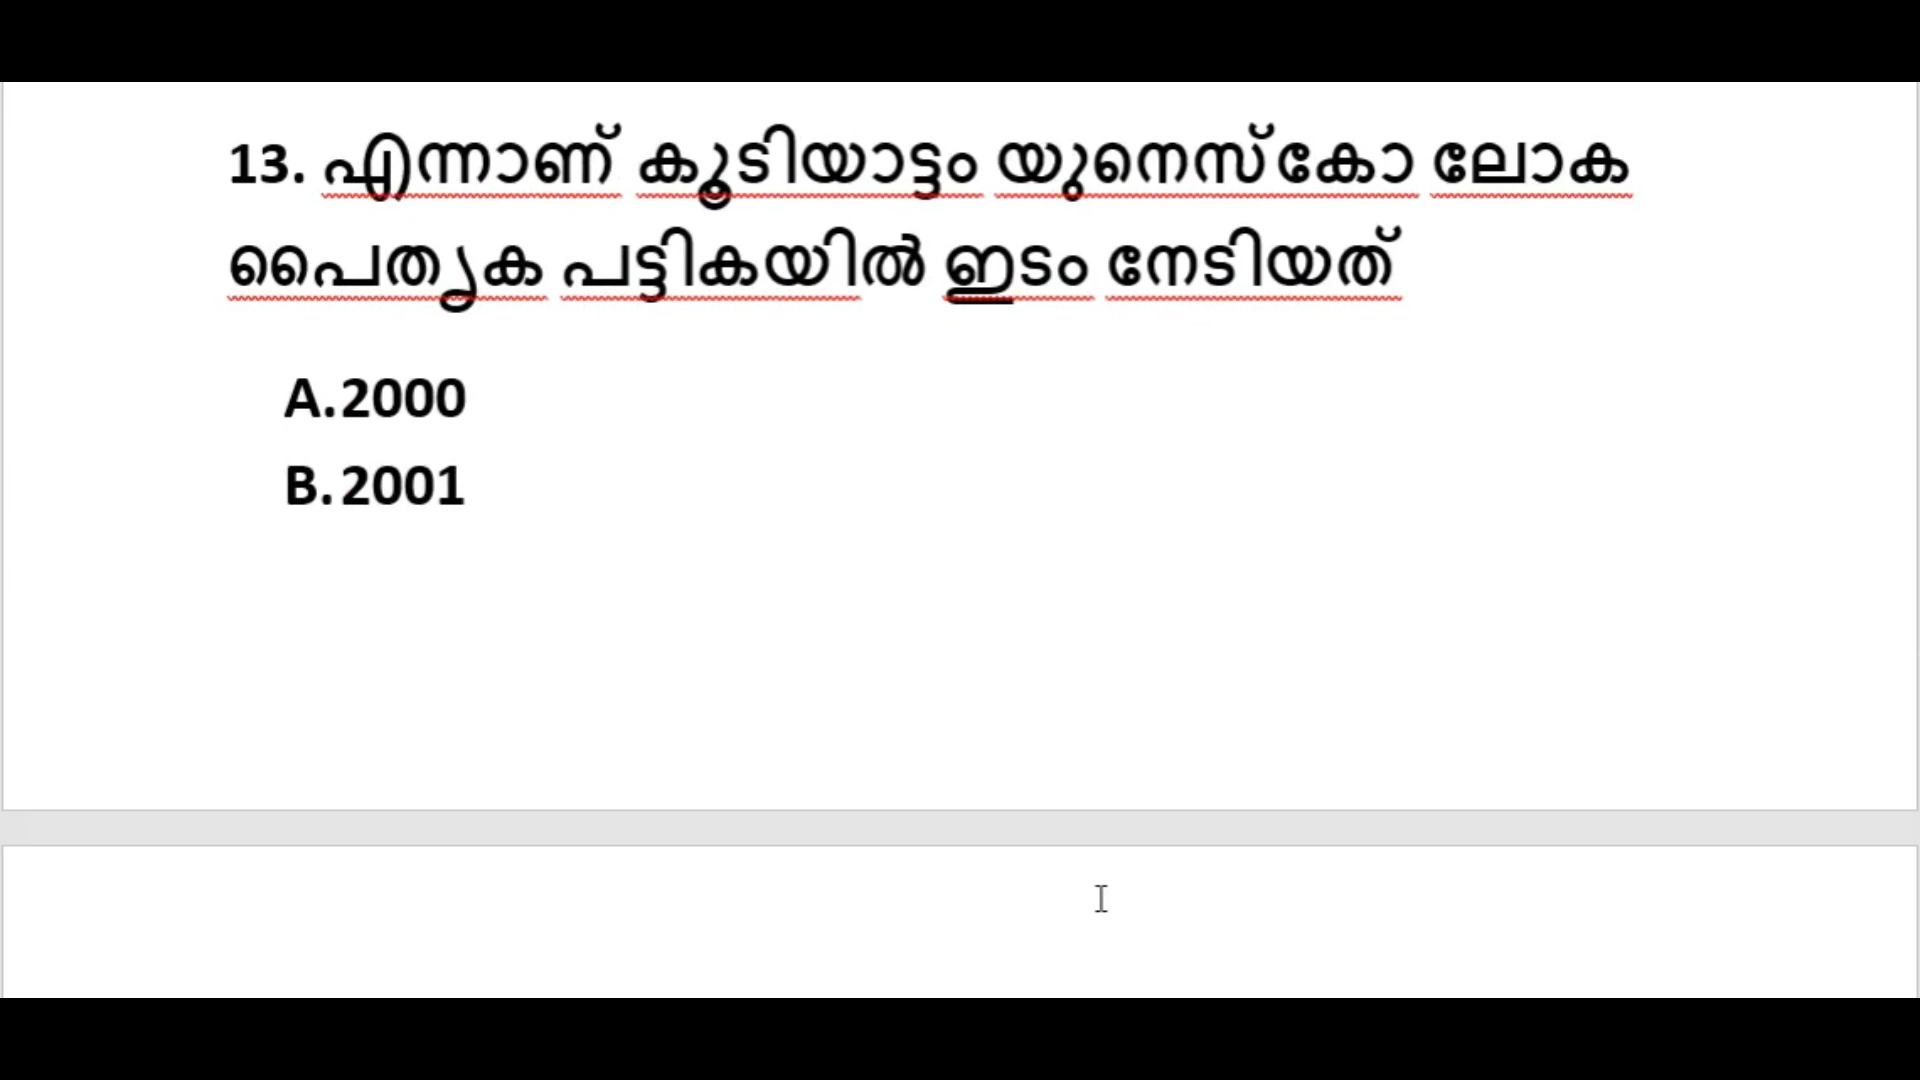 13. എന്നാണ് കൂടിയാട്ടം യുനെസ്കോ ലോക
പൈതൃക പട്ടികയിൽ ഇടം നേടിയത്
A.2000
B.2001